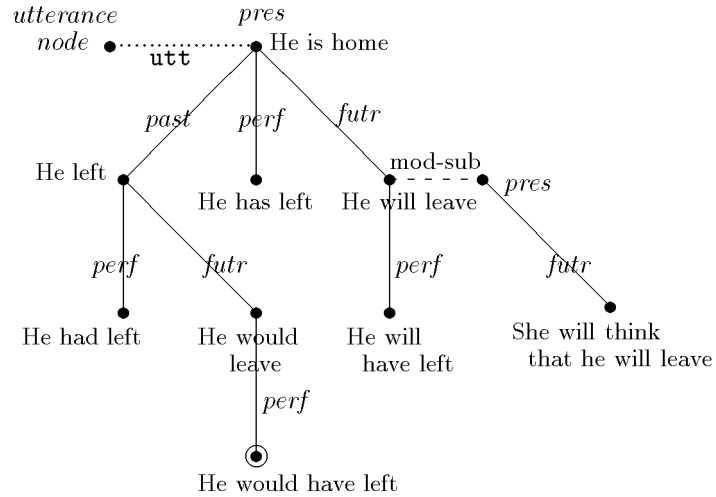 utterance
node
pres
He is home
utt
past
perf
futr
He left
mod-sub
pres
He has left
He will leave
perf
futr
perf
futr
He had left
He would
leave
He will
have left
She will think
that he will leave
perf
He would have left